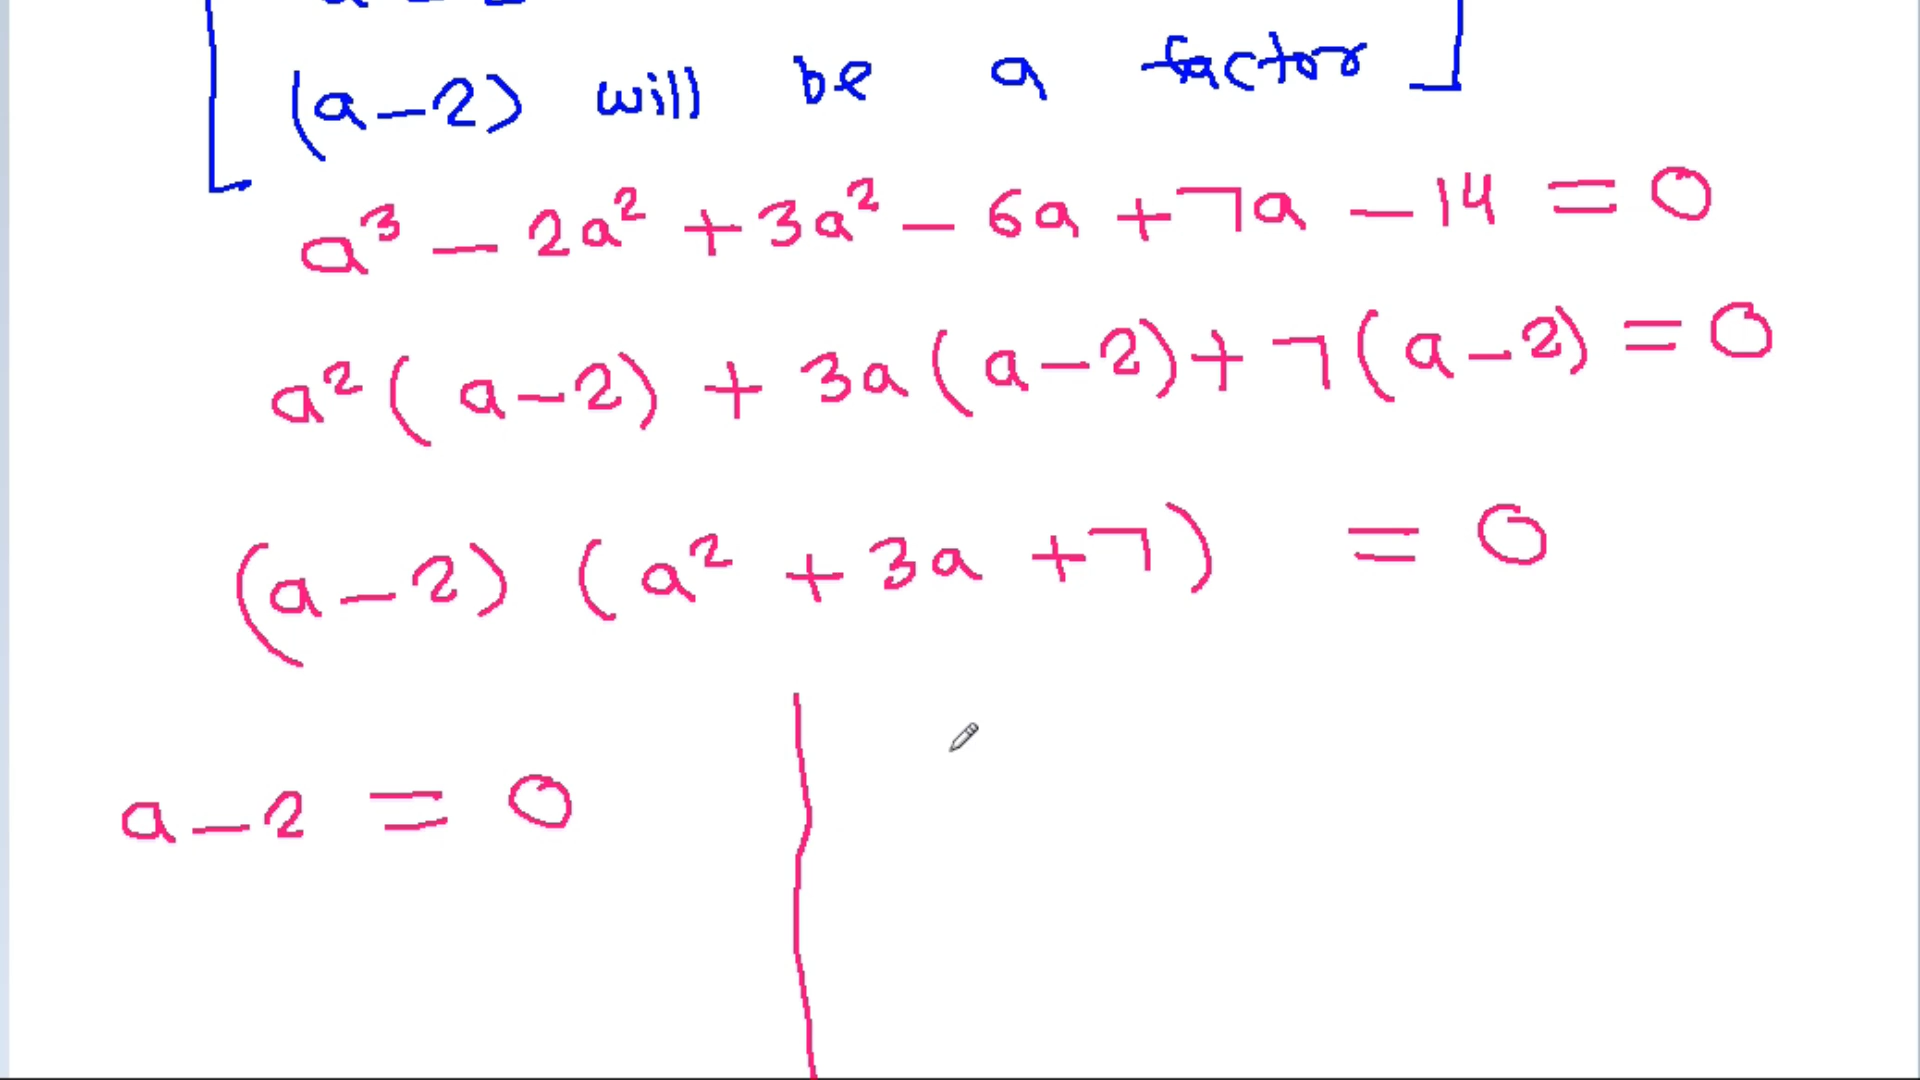 (a-2) will be a factor
a³ - 2a² + 3a² - 6a + 7a - 14 = 0
a² (a-2) + 3a (a-2) + 7 (a-2) = 0
(a-2) (a² + 3a + 7) = 0
a-2 = 0